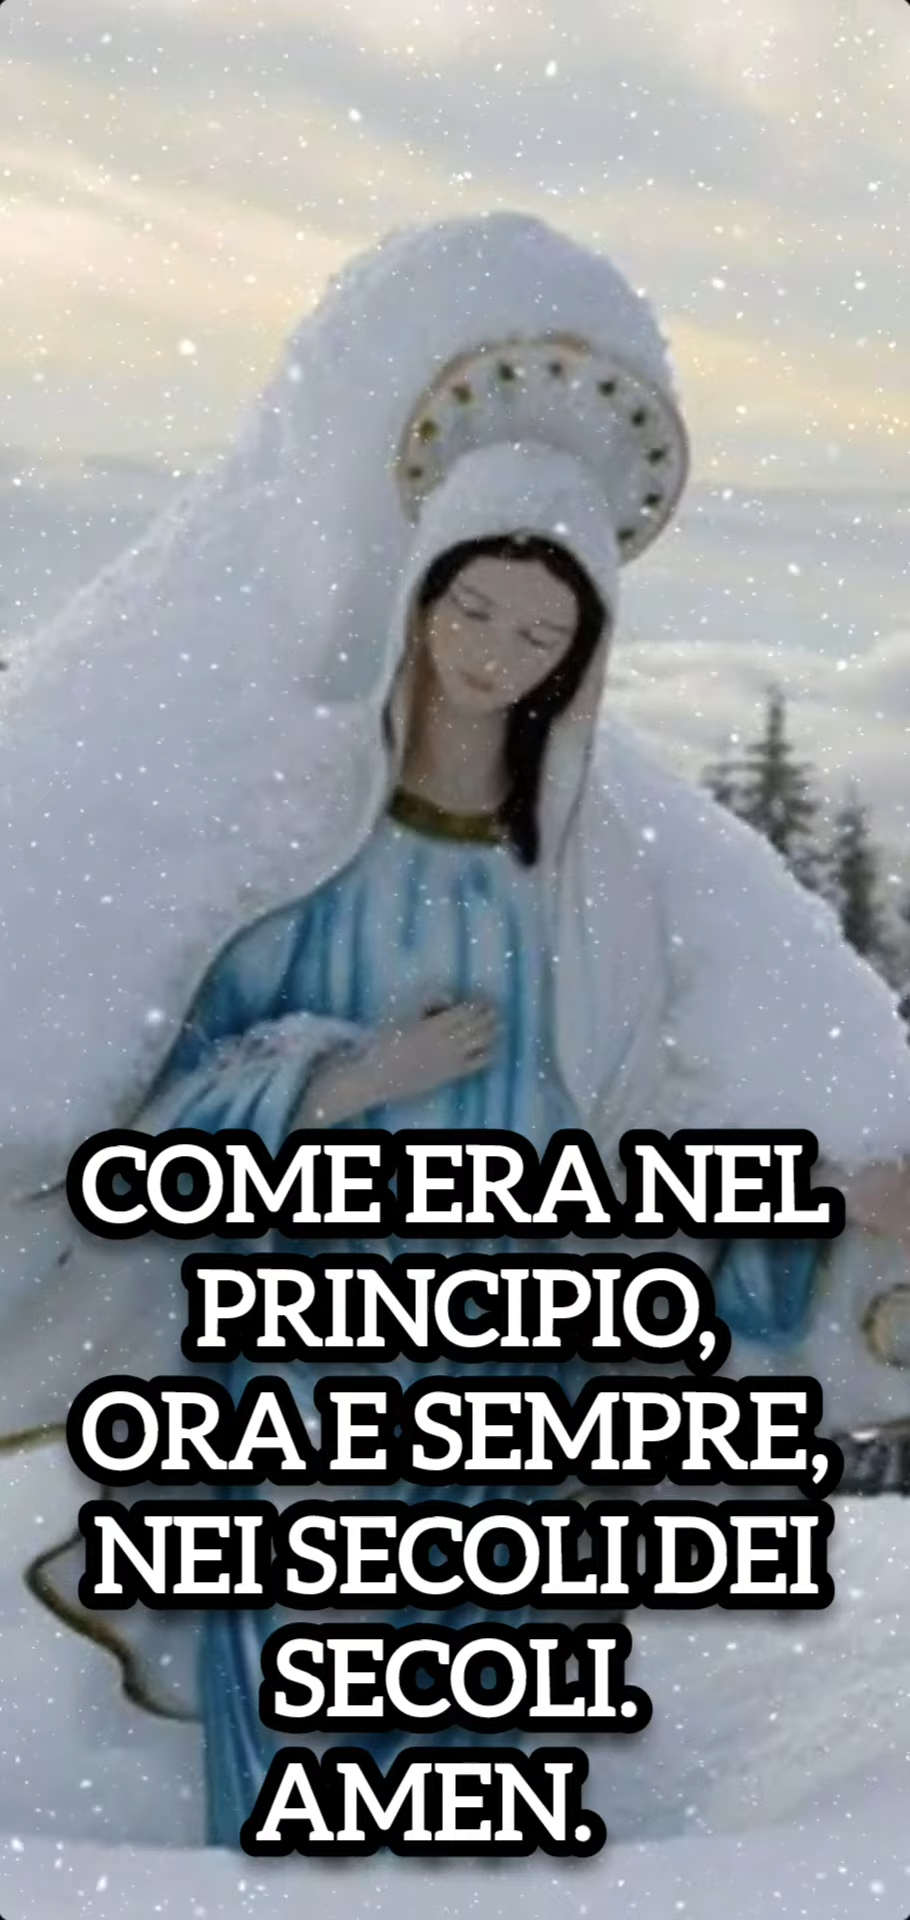 COME ERA NEL
PRINCIPIO,
ORA E SEMPRE,
NEI SECOLI DEI
SECOLI.
AMEN.